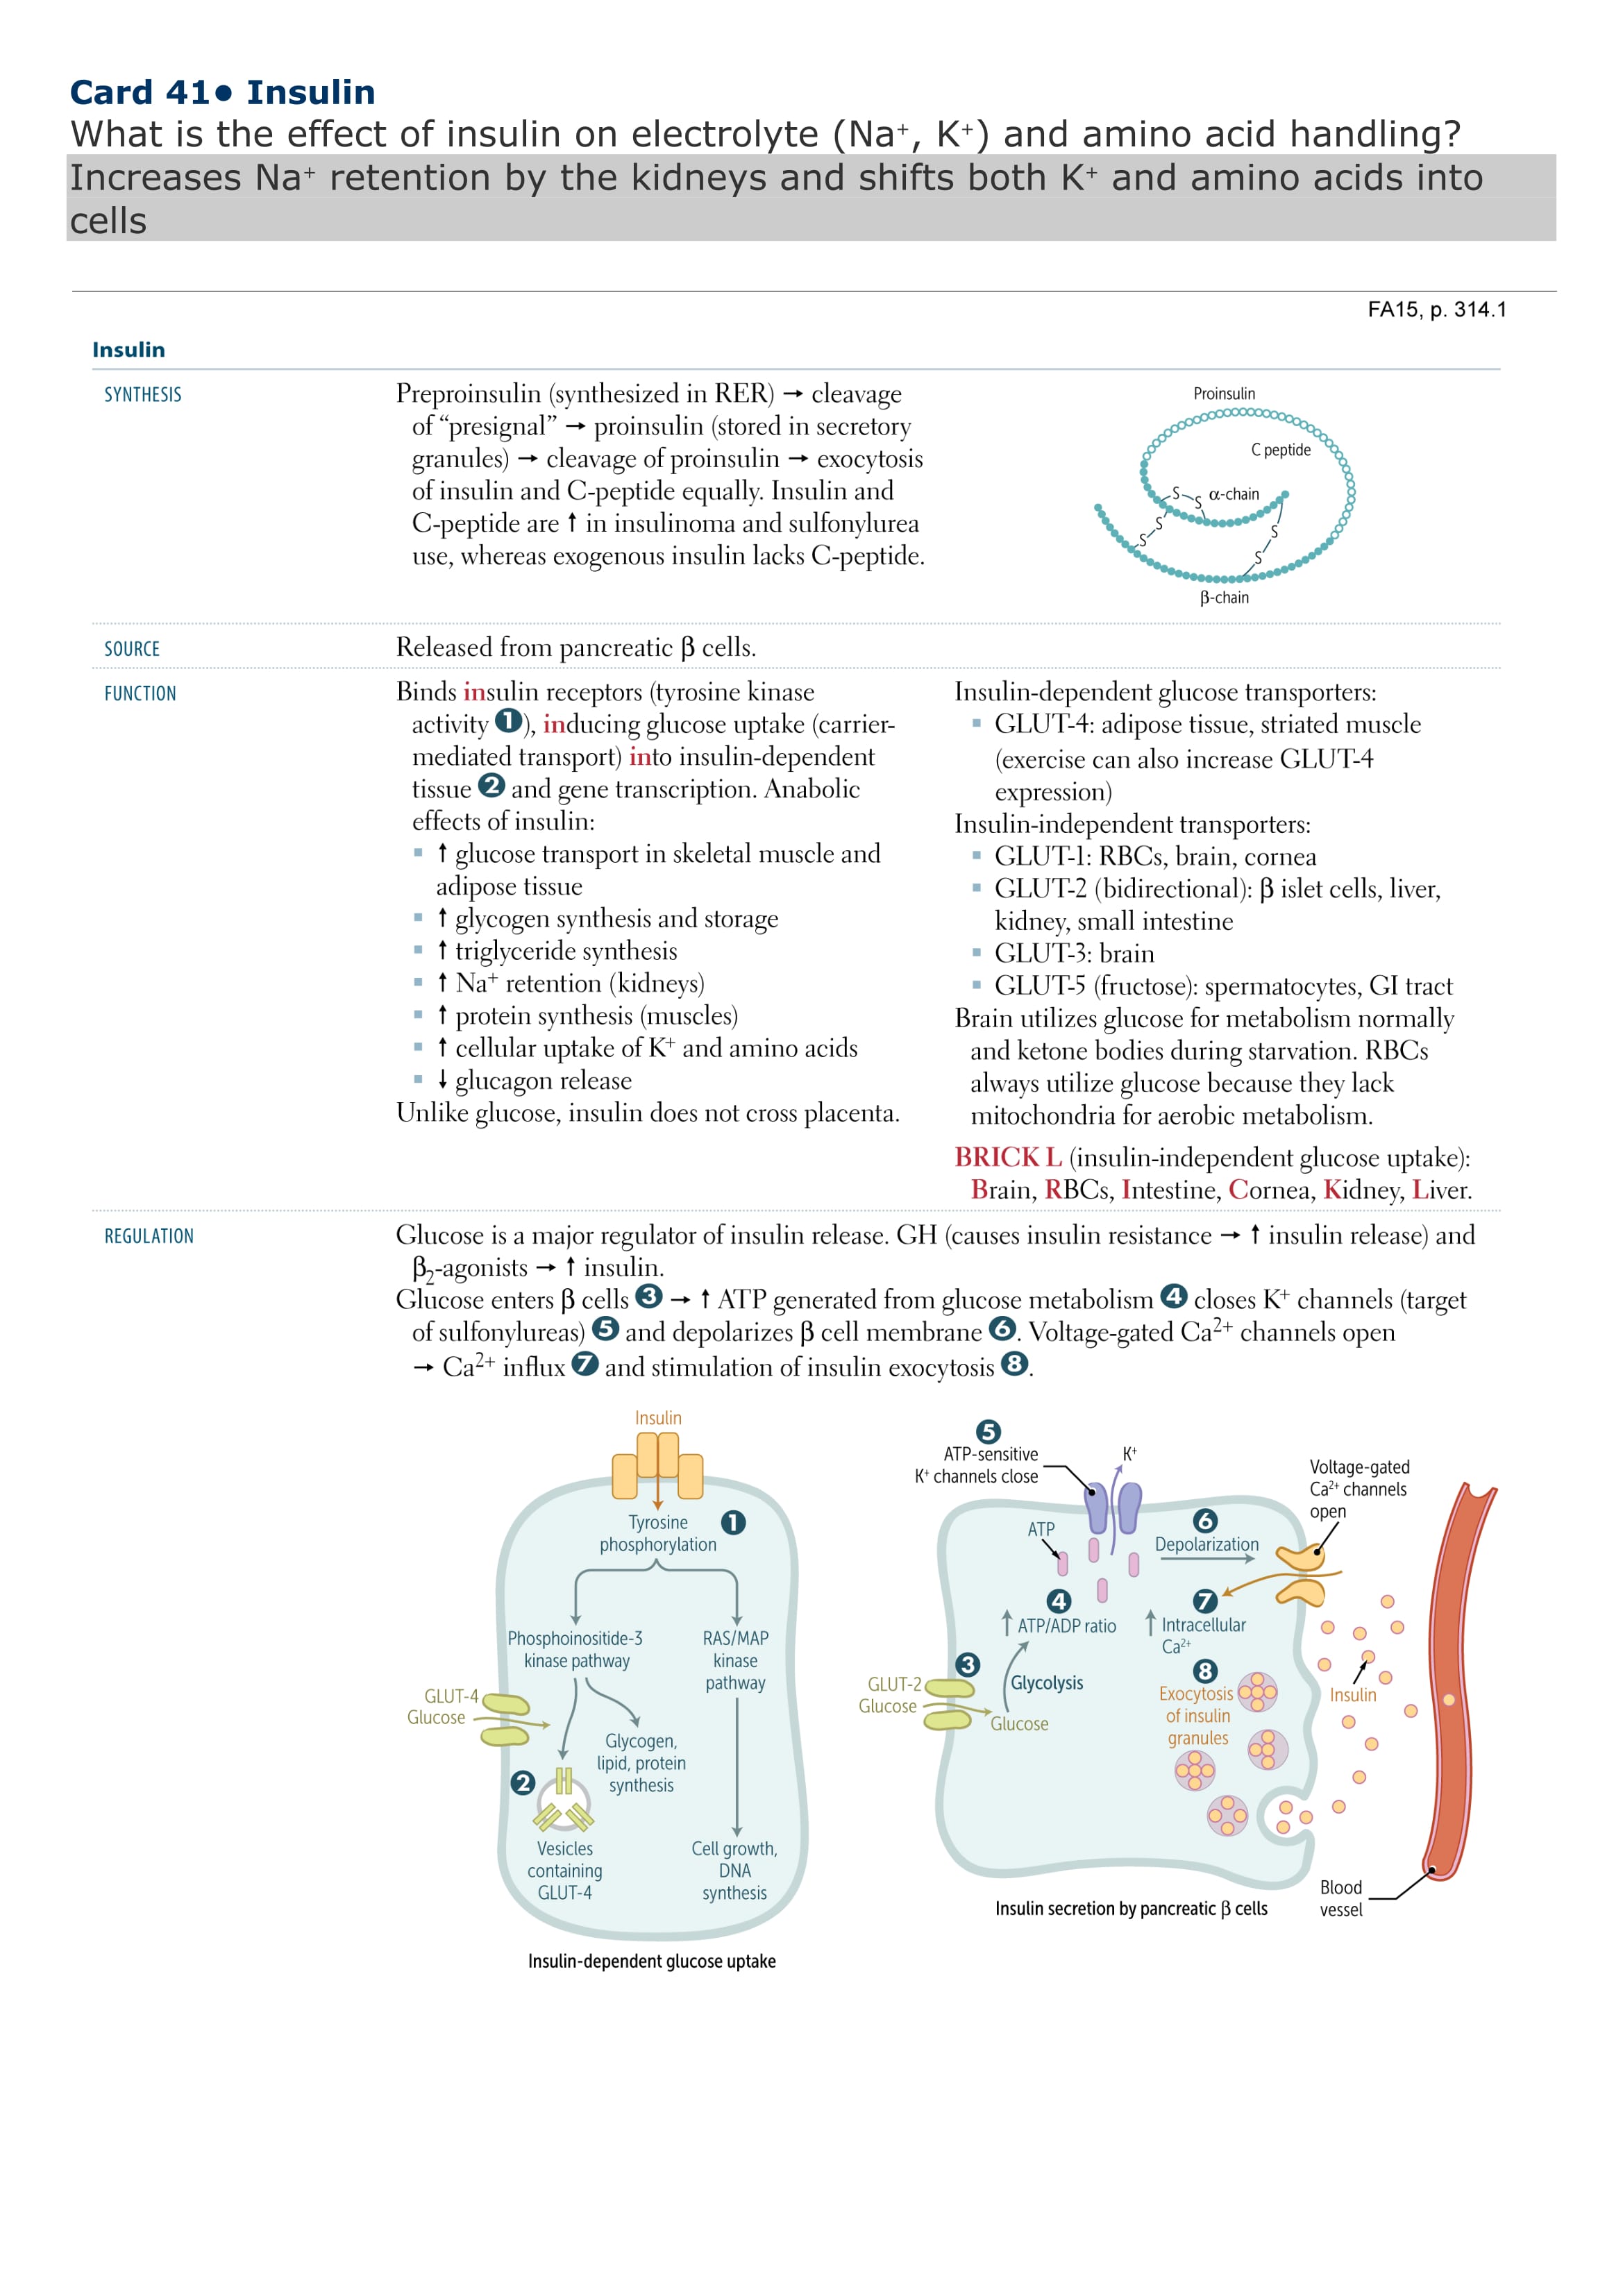 Card 41● Insulin
What is the effect of insulin on electrolyte (Na⁺, K⁺) and amino acid handling?
Increases Na⁺ retention by the kidneys and shifts both K⁺ and amino acids into
cells
FA15, p. 314.1
Insulin
SYNTHESIS
Preproinsulin (synthesized in RER) → cleavage
of “presignal” → proinsulin (stored in secretory
granules) → cleavage of proinsulin → exocytosis
of insulin and C-peptide equally. Insulin and
C-peptide are ↑ in insulinoma and sulfonylurea
use, whereas exogenous insulin lacks C-peptide.
Proinsulin
C peptide
S
S
α-chain
S
S
S
S
β-chain
SOURCE
Released from pancreatic β cells.
FUNCTION
Binds insulin receptors (tyrosine kinase
activity ❶), inducing glucose uptake (carrier-
mediated transport) into insulin-dependent
tissue ❷ and gene transcription. Anabolic
effects of insulin:
▪ ↑ glucose transport in skeletal muscle and
adipose tissue
▪ ↑ glycogen synthesis and storage
▪ ↑ triglyceride synthesis
▪ ↑ Na⁺ retention (kidneys)
▪ ↑ protein synthesis (muscles)
▪ ↑ cellular uptake of K⁺ and amino acids
▪ ↓ glucagon release
Unlike glucose, insulin does not cross placenta.
Insulin-dependent glucose transporters:
▪ GLUT-4: adipose tissue, striated muscle
(exercise can also increase GLUT-4
expression)
Insulin-independent transporters:
▪ GLUT-1: RBCs, brain, cornea
▪ GLUT-2 (bidirectional): β islet cells, liver,
kidney, small intestine
▪ GLUT-3: brain
▪ GLUT-5 (fructose): spermatocytes, GI tract
Brain utilizes glucose for metabolism normally
and ketone bodies during starvation. RBCs
always utilize glucose because they lack
mitochondria for aerobic metabolism.
BRICK L (insulin-independent glucose uptake):
Brain, RBCs, Intestine, Cornea, Kidney, Liver.
REGULATION
Glucose is a major regulator of insulin release. GH (causes insulin resistance → ↑ insulin release) and
β₂-agonists → ↑ insulin.
Glucose enters β cells ❸ → ↑ ATP generated from glucose metabolism ❹ closes K⁺ channels (target
of sulfonylureas) ❺ and depolarizes β cell membrane ❻. Voltage-gated Ca²⁺ channels open
→ Ca²⁺ influx ❼ and stimulation of insulin exocytosis ❽.
Insulin
Tyrosine
phosphorylation
❶
Phosphoinositide-3
kinase pathway
RAS/MAP
kinase
pathway
GLUT-4
Glucose
Glycogen,
lipid, protein
synthesis
❷
Vesicles
containing
GLUT-4
Cell growth,
DNA
synthesis
Insulin-dependent glucose uptake
❺
ATP-sensitive
K⁺ channels close
K⁺
Voltage-gated
Ca²⁺ channels
open
ATP
❻
Depolarization
❹
↑ ATP/ADP ratio
❼
↑ Intracellular
Ca²⁺
❸
GLUT-2
Glucose
Glycolysis
Glucose
❽
Exocytosis
of insulin
granules
Insulin
Blood
vessel
Insulin secretion by pancreatic β cells